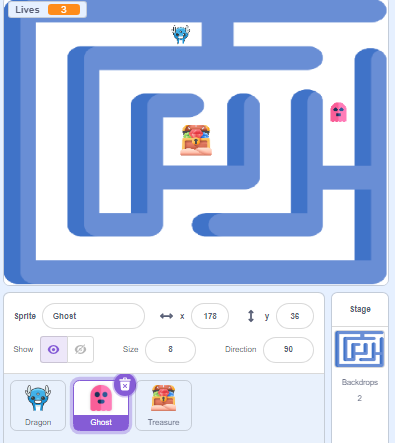 Lives 3
Sprite Ghost x 178 y 36
Show Size 8 Direction 90
Dragon Ghost Treasure
Stage
Backdrops
2